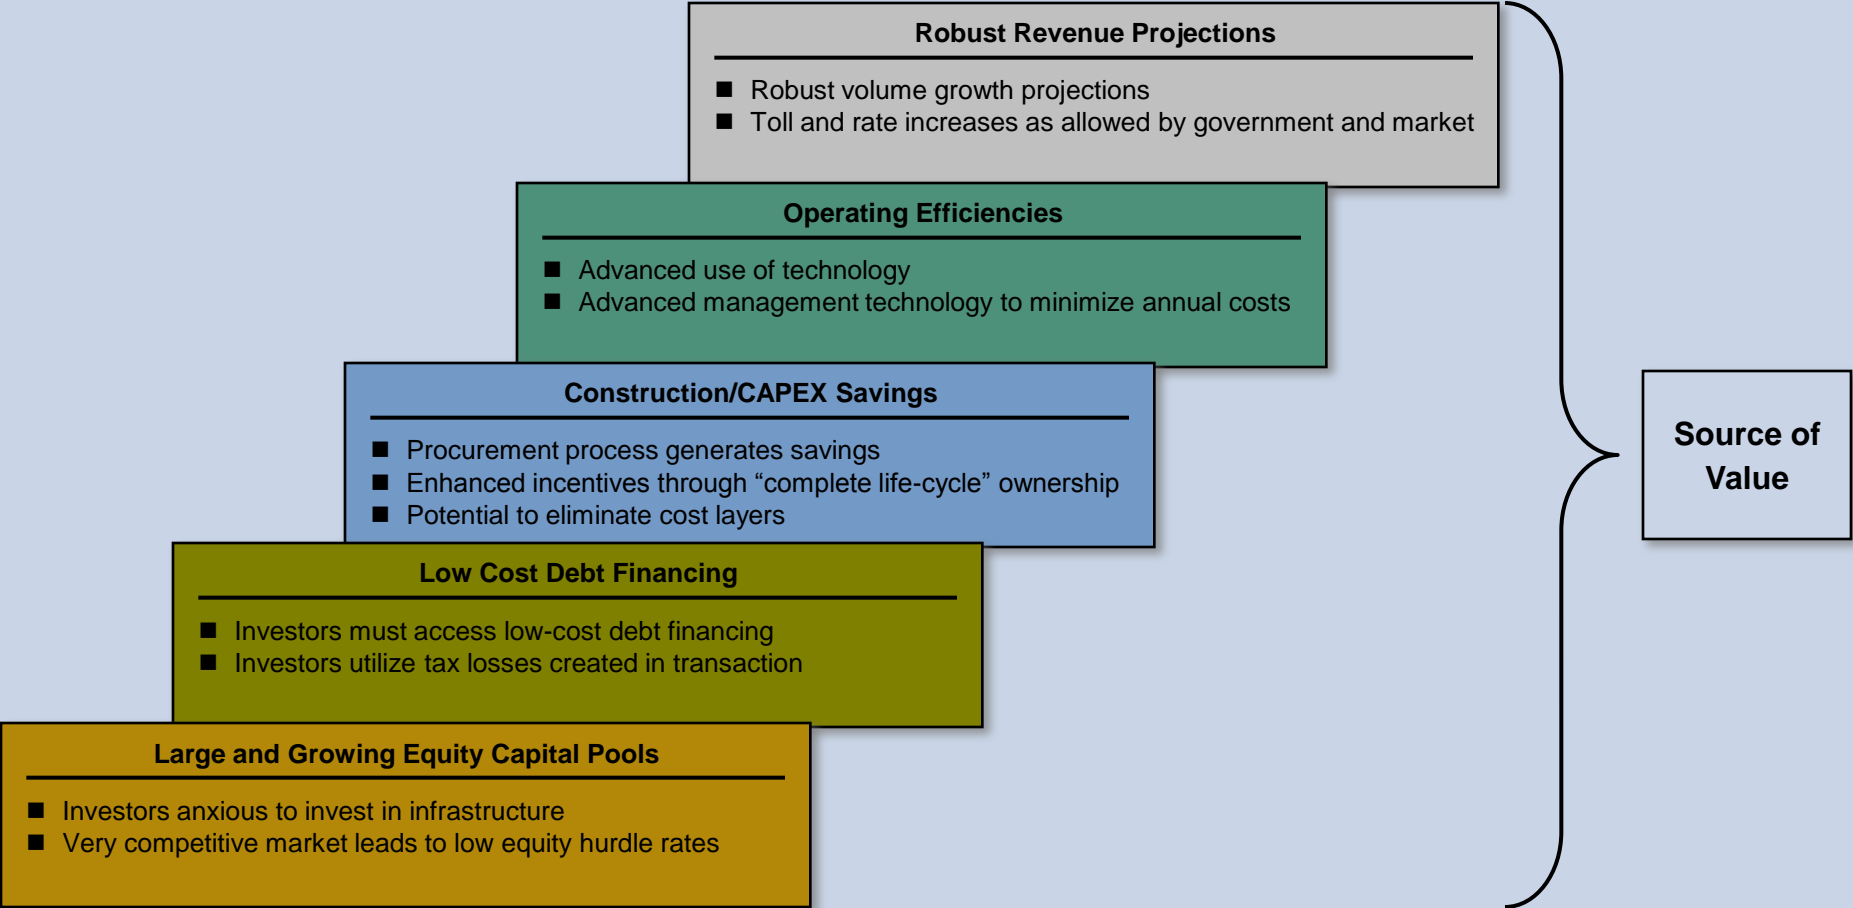 Robust Revenue Projections
■ Robust volume growth projections
■ Toll and rate increases as allowed by government and market
Operating Efficiencies
■ Advanced use of technology
■ Advanced management technology to minimize annual costs
Construction/CAPEX Savings
■ Procurement process generates savings
■ Enhanced incentives through “complete life-cycle” ownership
■ Potential to eliminate cost layers
Low Cost Debt Financing
■ Investors must access low-cost debt financing
■ Investors utilize tax losses created in transaction
Large and Growing Equity Capital Pools
■ Investors anxious to invest in infrastructure
■ Very competitive market leads to low equity hurdle rates
Source of
Value